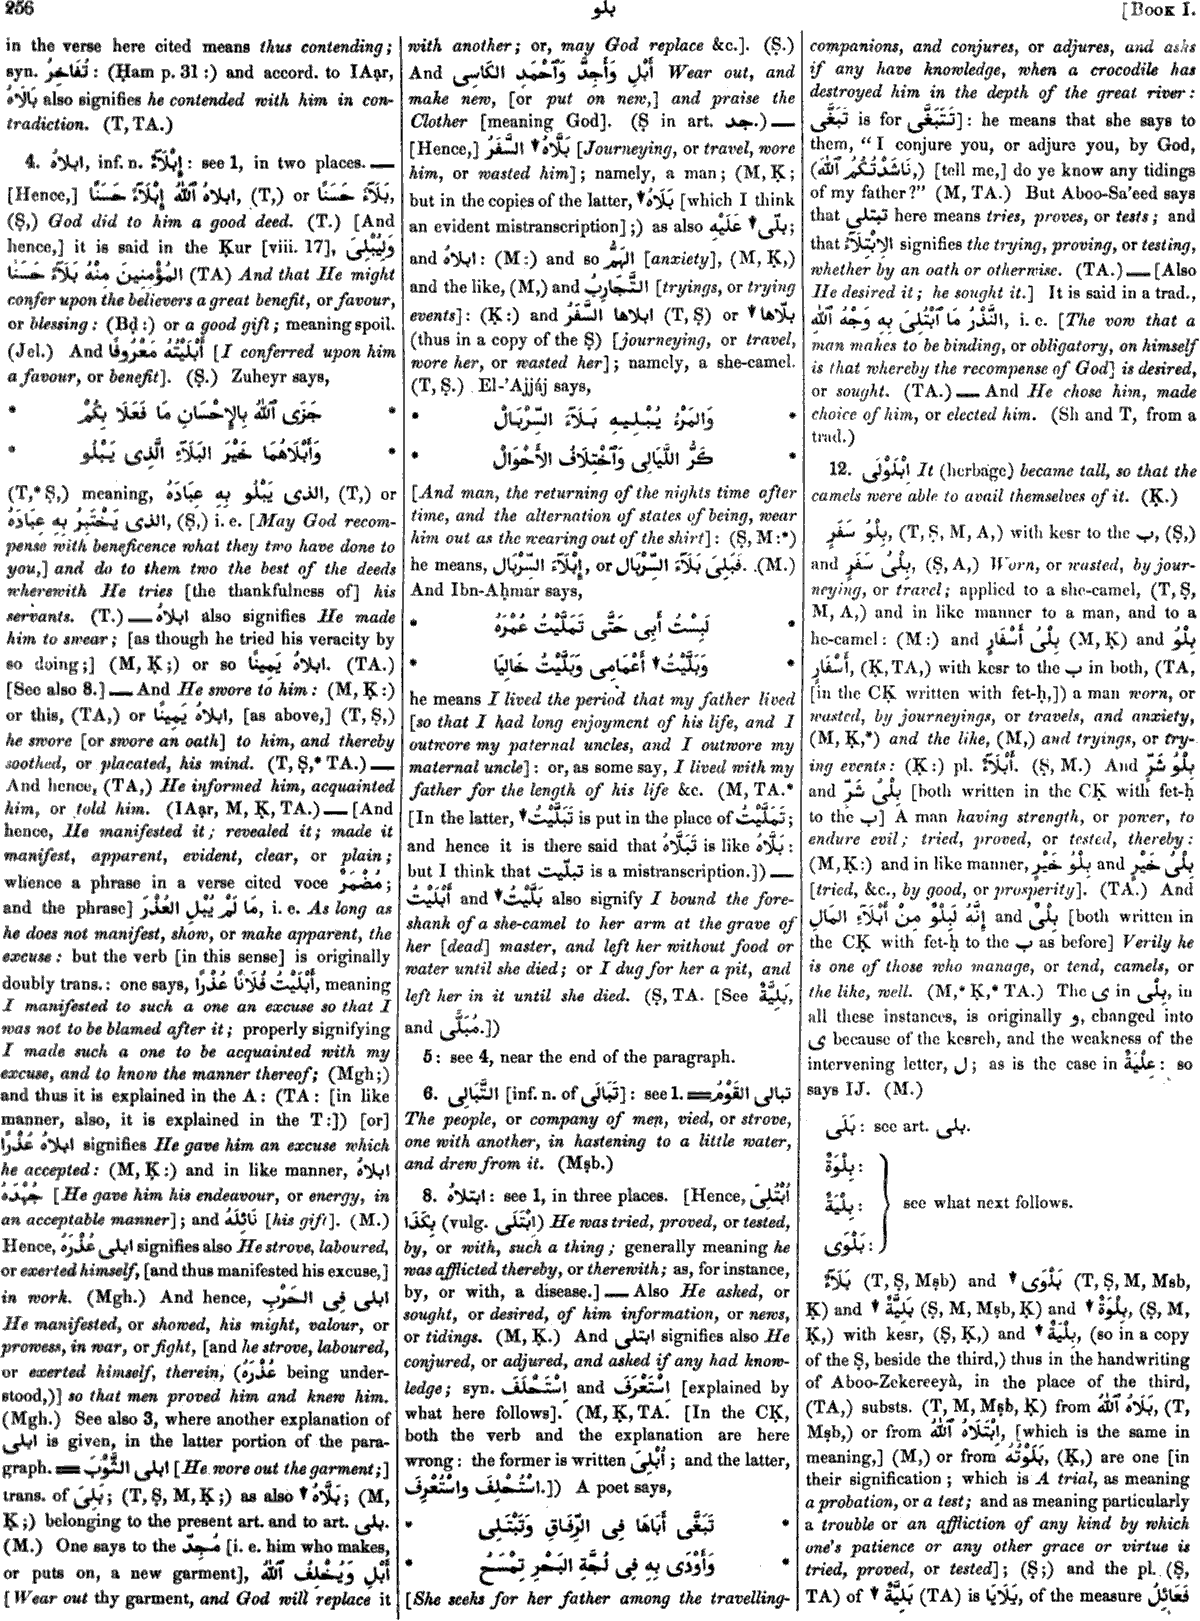 256
بلو
[Book I.
in the verse here cited means thus contending;
syn. تُفَاخِرُ: (Ḥam p. 31:) and accord. to IAạr,
بَالَاهُ also signifies he contended with him in con-
tradiction. (T, TA.)
4. ابلاهُ, inf. n. إِبْلَآءٌ: see 1, in two places. —
[Hence,] ابلاهُ ٱللّٰهُ إِبْلَآءً حَسَنًا, (T,) or بَلَآءً حَسَنًا,
(Ṣ,) God did to him a good deed. (T.) [And
hence,] it is said in the Ḳur [viii. 17], وَلِيُبْلِىَ
المُؤْمِنِينَ مِنْهُ بَلَآءً حَسَنًا (TA) And that He might
confer upon the believers a great benefit, or favour,
or blessing: (Bḍ:) or a good gift; meaning spoil.
(Jel.) And أَبْلَيْتُهُ مَعْرُوفًا [I conferred upon him
a favour, or benefit]. (Ṣ.) Zuheyr says,
* جَزَى ٱللّٰهُ بِالإِحْسَانِ مَا فَعَلَا بِكُمْ *
* وَأَبْلَاهُمَا خَيْرَ البَلَآءِ الَّذِى يَبْلُو *
(T,* Ṣ,) meaning, الذى يَبْلُو بِهِ عِبَادَهُ, (T,) or
الذى يَخْتَبِرُ بِهِ عِبَادَهُ, (Ṣ,) i. e. [May God recom-
pense with beneficence what they two have done to
you,] and do to them two the best of the deeds
wherewith He tries [the thankfulness of] his
servants. (T.) — ابلاهُ also signifies He made
him to swear; [as though he tried his veracity by
so doing;] (M, Ḳ;) or so ابلاهُ يَمِينًا. (TA.)
[See also 8.] — And He swore to him: (M, Ḳ:)
or this, (TA,) or ابلاهُ يَمِينًا, [as above,] (T, Ṣ,)
he swore [or swore an oath] to him, and thereby
soothed, or placated, his mind. (T, Ṣ,* TA.) —
And hence, (TA,) He informed him, acquainted
him, or told him. (IAạr, M, Ḳ, TA.) — [And
hence, He manifested it; revealed it; made it
manifest, apparent, evident, clear, or plain;
whence a phrase in a verse cited voce مُضْمَرٌ;
and the phrase] مَا لَمْ يُبْلِ العُذْرَ, i. e. As long as
he does not manifest, show, or make apparent, the
excuse: but the verb [in this sense] is originally
doubly trans.: one says, أَبْلَيْتُ فُلَانًا عُذْرًا, meaning
I manifested to such a one an excuse so that I
was not to be blamed after it; properly signifying
I made such a one to be acquainted with my
excuse, and to know the manner thereof; (Mgh;)
and thus it is explained in the A: (TA: [in like
manner, also, it is explained in the T:]) [or]
ابلاهُ عُذْرًا signifies He gave him an excuse which
he accepted: (M, Ḳ:) and in like manner, ابلاهُ
جُهْدَهُ [He gave him his endeavour, or energy, in
an acceptable manner]; and نَائِلَهُ [his gift]. (M.)
Hence, ابلى عُذْرَهُ signifies also He strove, laboured,
or exerted himself, [and thus manifested his excuse,]
in work. (Mgh.) And hence, ابلى فِى الحَرْبِ
He manifested, or showed, his might, valour, or
prowess, in war, or fight, [and he strove, laboured,
or exerted himself, therein, (عُذْرَهُ being under-
stood,)] so that men proved him and knew him.
(Mgh.) See also 3, where another explanation of
ابلى is given, in the latter portion of the para-
graph. == ابلى الثَّوْبَ [He wore out the garment;]
trans. of بَلِىَ; (T, Ṣ, M, Ḳ;) as also ↓ بَلَّاهُ; (M,
Ḳ;) belonging to the present art. and to art. بلى.
(M.) One says to the مُجِدّ [i. e. him who makes,
or puts on, a new garment], أَبْلِ وَيُخْلِفُ ٱللّٰهُ
[Wear out thy garment, and God will replace it
with another; or, may God replace &c.]. (Ṣ.)
And أَبْلِ وَأَجِدَّ وَٱحْمَدِ الكَاسِى Wear out, and
make new, [or put on new,] and praise the
Clother [meaning God]. (Ṣ in art. جد.) —
[Hence,] بَلَّاهُ↓ السَّفَرُ [Journeying, or travel, wore
him, or wasted him]; namely, a man; (M, Ḳ;
but in the copies of the latter, ↓ بَلَاهُ [which I think
an evident mistranscription];) as also بَلَّى↓ عَلَيْهِ;
and ابلاهُ: (M:) and so الهَمُّ [anxiety], (M, Ḳ,)
and the like, (M,) and التَّجَارِبُ [tryings, or trying
events]: (Ḳ:) and ابلاها السَّفَرُ (T, Ṣ) or ↓ بلّاها
(thus in a copy of the Ṣ) [journeying, or travel,
wore her, or wasted her]; namely, a she-camel.
(T, Ṣ.) El-'Ajjáj says,
* وَالمَرْءُ يُبْلِيهِ بَلَآءَ السِّرْبَالْ *
* كَرُّ اللَّيَالِى وَٱخْتِلَافُ الأَحْوَالْ *
[And man, the returning of the nights time after
time, and the alternation of states of being, wear
him out as the wearing out of the shirt]: (Ṣ, M:*)
he means, إِبْلَآءَ السِّرْبَال, or فَبَلِىَ بَلَآءَ السِّرْبَال. (M.)
And Ibn-Aḥmar says,
* لَبِسْتُ أَبِى حَتَّى تَمَلَّيْتُ عُمْرَهُ *
* وَبَلَّيْتُ↓ أَعْمَامِى وَبَلَّيْتُ خَالِيَا *
he means I lived the period that my father lived
[so that I had long enjoyment of his life, and I
outwore my paternal uncles, and I outwore my
maternal uncle]: or, as some say, I lived with my
father for the length of his life &c. (M, TA.*
[In the latter, ↓ تَبَلَّيْتُ is put in the place of تَمَلَّيْتُ;
and hence it is there said that تَبَلَّاهُ is like بَلَّاهُ:
but I think that تبلّيت is a mistranscription.]) —
أَبْلَيْتُ and ↓ بَلَّيْتُ also signify I bound the fore-
shank of a she-camel to her arm at the grave of
her [dead] master, and left her without food or
water until she died; or I dug for her a pit, and
left her in it until she died. (Ṣ, TA. [See بَلِيَّةٌ,
and مُبَلًّى.])
5: see 4, near the end of the paragraph.
6. التَّبَالِى [inf. n. of تَبَالَى]: see 1. == تبالى القَوْمُ
The people, or company of men, vied, or strove,
one with another, in hastening to a little water,
and drew from it. (Mṣb.)
8. ابتلاهُ: see 1, in three places. [Hence, اُبْتُلِىَ
بِكَذَا (vulg. اِبْتَلَى) He was tried, proved, or tested,
by, or with, such a thing; generally meaning he
was afflicted thereby, or therewith; as, for instance,
by, or with, a disease.] — Also He asked, or
sought, or desired, of him information, or news,
or tidings. (M, Ḳ.) And ابتلى signifies also He
conjured, or adjured, and asked if any had know-
ledge; syn. اِسْتَحْلَفَ and اِسْتَعْرَفَ [explained by
what here follows]. (M, Ḳ, TA. [In the CḲ,
both the verb and the explanation are here
wrong: the former is written اُبْلِىَ; and the latter,
اسْتُحْلِفَ واسْتُعْرِفَ.]) A poet says,
* تَبَغَّى أَبَاهَا فِى الرِّفَاقِ وَتَبْتَلِى *
* وَأَوْدَى بِهِ فِى لُجَّةِ البَحْرِ تِمْسَحُ *
[She seeks for her father among the travelling-
companions, and conjures, or adjures, and asks
if any have knowledge, when a crocodile has
destroyed him in the depth of the great river:
تَبَغَّى is for تَتَبَغَّى]: he means that she says to
them, "I conjure you, or adjure you, by God,
(نَاشَدْتُكُمُ ٱللّٰهَ,) [tell me,] do ye know any tidings
of my father?" (M, TA.) But Aboo-Sa'eed says
that تبتلى here means tries, proves, or tests; and
that الاِبْتِلَآءُ signifies the trying, proving, or testing,
whether by an oath or otherwise. (TA.) — [Also
He desired it; he sought it.] It is said in a trad.,
النَّذْرُ مَا ٱبْتُلِىَ بِهِ وَجْهُ ٱللّٰهِ, i. e. [The vow that a
man makes to be binding, or obligatory, on himself
is that whereby the recompense of God] is desired,
or sought. (TA.) — And He chose him, made
choice of him, or elected him. (Sh and T, from a
trad.)
12. اِبْلَوْلَى It (herbage) became tall, so that the
camels were able to avail themselves of it. (Ḳ.)
بِلْوُ سَفَرٍ, (T, Ṣ, M, A,) with kesr to the ب, (Ṣ,)
and بِلْىُ سَفَرٍ, (Ṣ, A,) Worn, or wasted, by jour-
neying, or travel; applied to a she-camel, (T, Ṣ,
M, A,) and in like manner to a man, and to a
he-camel: (M:) and بِلْىُ أَسْفَارٍ (M, Ḳ) and بِلْوُ
أَسْفَارٍ, (Ḳ, TA,) with kesr to the ب in both, (TA,
[in the CḲ written with fet-ḥ,]) a man worn, or
wasted, by journeyings, or travels, and anxiety,
(M, Ḳ,*) and the like, (M,) and tryings, or try-
ing events: (Ḳ:) pl. أَبْلَآءٌ. (Ṣ, M.) And بِلْوُ شَرٍّ
and بِلْىُ شَرٍّ [both written in the CḲ with fet-ḥ
to the ب] A man having strength, or power, to
endure evil; tried, proved, or tested, thereby:
(M, Ḳ:) and in like manner, بِلْوُ خَيْرٍ and بِلْىُ خَيْرٍ
[tried, &c., by good, or prosperity]. (TA.) And
إِنَّهُ لَبِلْوٌ مِنْ أَبْلَآءِ المَالِ and بِلْىٌ [both written in
the CḲ with fet-ḥ to the ب as before] Verily he
is one of those who manage, or tend, camels, or
the like, well. (M,* Ḳ,* TA.) The ى in بِلْى, in
all these instances, is originally و, changed into
ى because of the kesreh, and the weakness of the
intervening letter, ل; as is the case in عِلْيَةٌ: so
says IJ. (M.)
بَلَى: see art. بلى.
بِلْوَةٌ:
بِلْيَةٌ: see what next follows.
بَلْوَى:
بَلَآءٌ (T, Ṣ, Mṣb) and ↓ بَلْوَى (T, Ṣ, M, Mṣb,
Ḳ) and ↓ بَلِيَّةٌ (Ṣ, M, Mṣb, Ḳ) and ↓ بِلْوَةٌ, (Ṣ, M,
Ḳ,) with kesr, (Ṣ, Ḳ,) and ↓ بِلْيَةٌ, (so in a copy
of the Ṣ, beside the third,) thus in the handwriting
of Aboo-Zekereeyà, in the place of the third,
(TA,) substs. (T, M, Mṣb, Ḳ) from بَلَاهُ ٱللّٰهُ, (T,
Mṣb,) or from اِبْتَلَاهُ ٱللّٰهُ, [which is the same in
meaning,] (M,) or from بَلَوْتُهُ, (Ḳ,) are one [in
their signification; which is A trial, as meaning
a probation, or a test; and as meaning particularly
a trouble or an affliction of any kind by which
one's patience or any other grace or virtue is
tried, proved, or tested]; (Ṣ;) and the pl. (Ṣ,
TA) of ↓ بَلِيَّةٌ (TA) is بَلَايَا, of the measure فَعَائِلُ